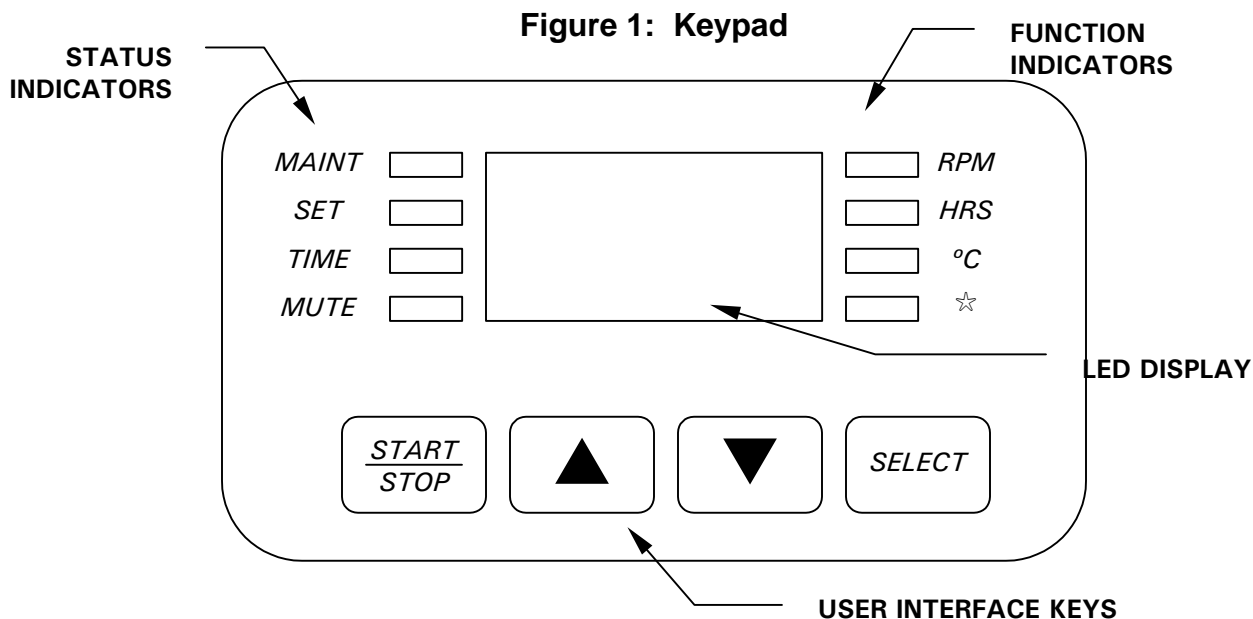 Figure 1: Keypad
STATUS
INDICATORS
FUNCTION
INDICATORS
MAINT
RPM
SET
HRS
TIME
ºC
MUTE
☆
LED DISPLAY
START
STOP
▲
▼
SELECT
USER INTERFACE KEYS